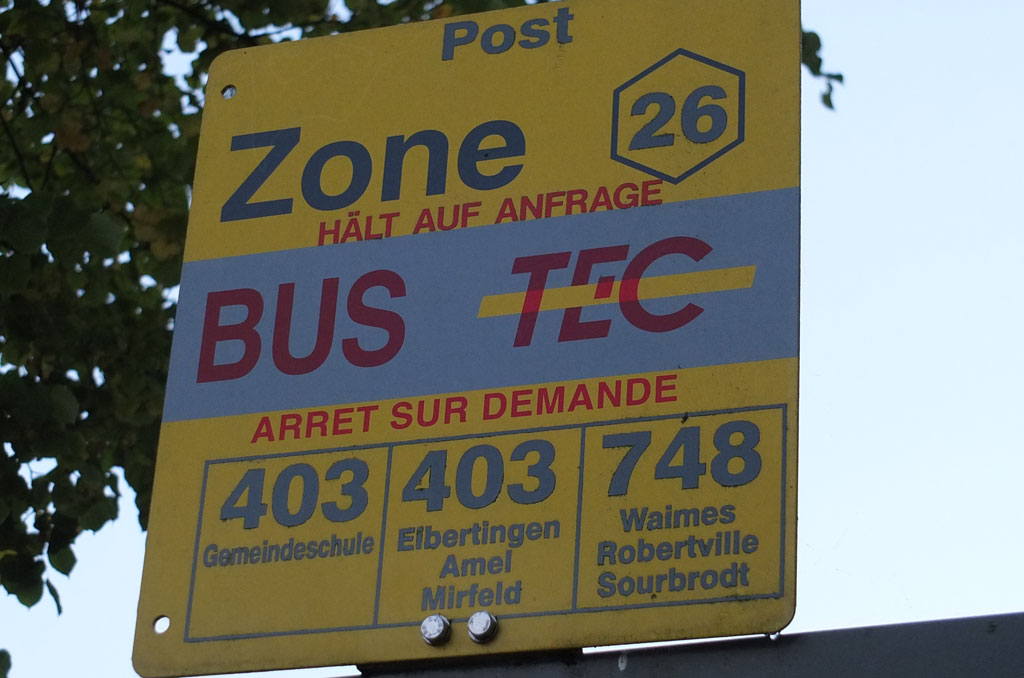 Post
Zone 26
HÄLT AUF ANFRAGE
BUS TEC
ARRET SUR DEMANDE
403
Gemeindeschule
403
Eibertingen
Amel
Mirfeld
748
Waimes
Robertville
Sourbrodt